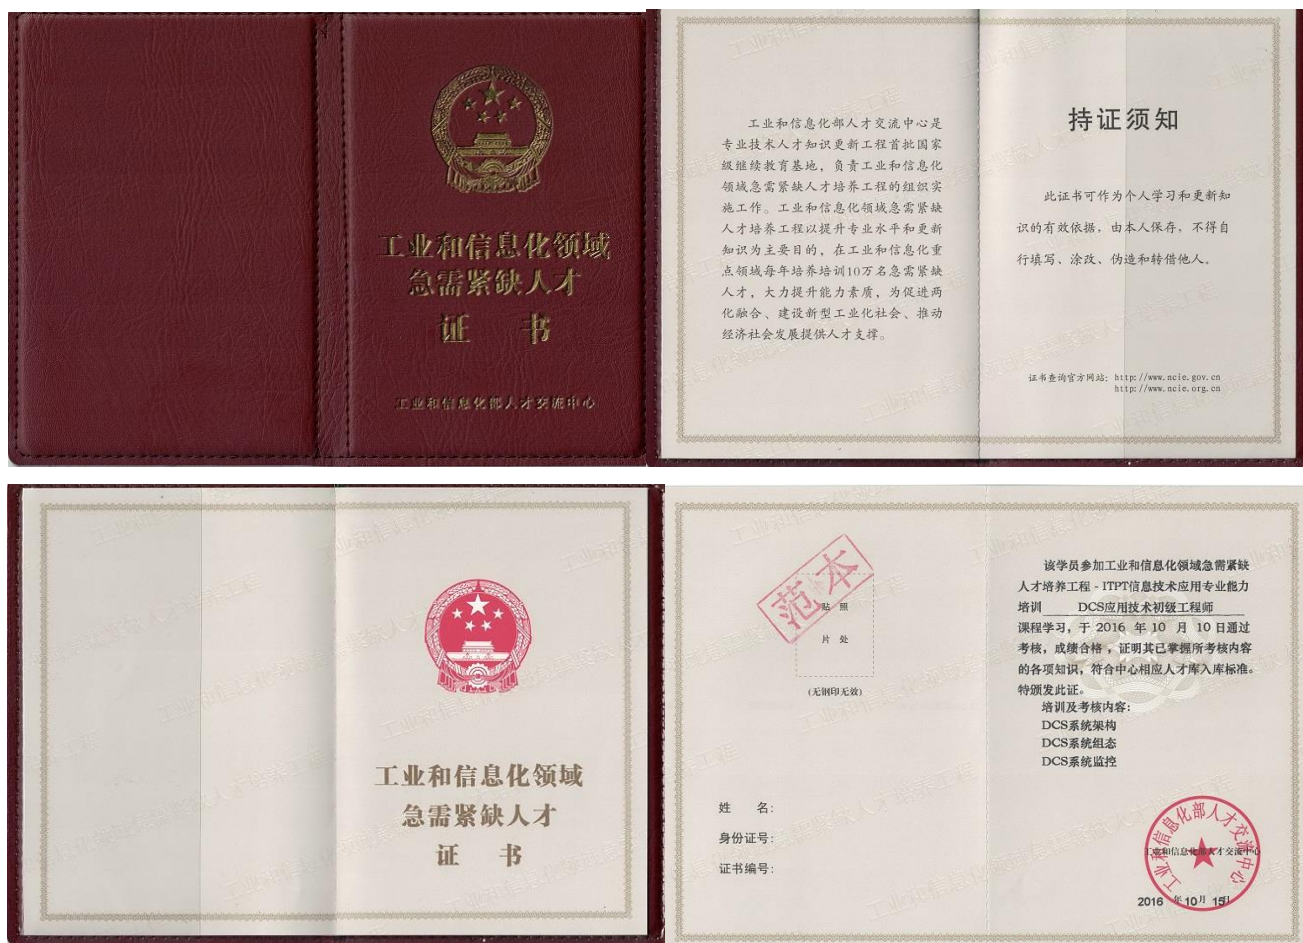 工业和信息化领域
急需紧缺人才
证 书
工业和信息化部人才交流中心
工业和信息化部人才交流中心是
专业技术人才知识更新工程首批国家
级继续教育基地，负责工业和信息化
领域急需紧缺人才培养工程的组织实
施工作。工业和信息化领域急需紧缺
人才培养工程以提升专业水平和更新
知识为主要目的，在工业和信息化重
点领域每年培养培训10万名急需紧缺
人才，大力提升能力素质，为促进两
化融合、建设新型工业化社会、推动
经济社会发展提供人才支撑。
持证须知
此证书可作为个人学习和更新知
识的有效依据，由本人保存，不得自
行填写、涂改、伪造和转借他人。
证书查询官方网站：http://www.ncie.gov.cn
http://www.ncie.org.cn
工业和信息化领域
急需紧缺人才
证 书
范本
贴 照
片 处
(无钢印无效)
姓 名：
身份证号：
证书编号：
该学员参加工业和信息化领域急需紧缺
人才培养工程 - ITPT信息技术应用专业能力
培训 DCS应用技术初级工程师
课程学习，于 2016 年 10 月 10 日通过
考核，成绩合格 ，证明其已掌握所考核内容
的各项知识，符合中心相应人才库入库标准。
特颁发此证。
培训及考核内容：
DCS系统架构
DCS系统组态
DCS系统监控
工业和信息化部人才交流中心
工业和信息化部人才交流中心
2016 年 10月 15日